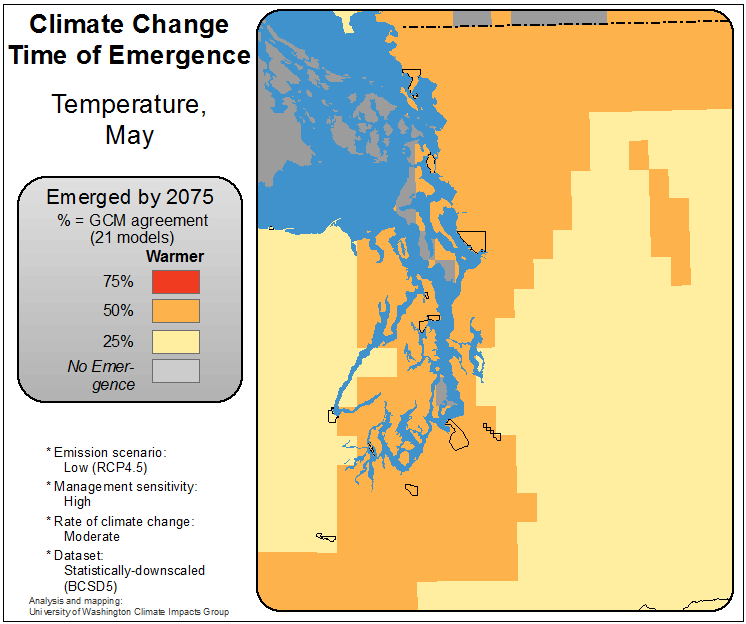 Climate Change
Time of Emergence
Temperature,
May
Emerged by 2075
% = GCM agreement
(21 models)
Warmer
75%
50%
25%
No Emer-
gence
* Emission scenario:
Low (RCP4.5)
* Management sensitivity:
High
* Rate of climate change:
Moderate
* Dataset:
Statistically-downscaled
(BCSD5)
Analysis and mapping:
University of Washington Climate Impacts Group